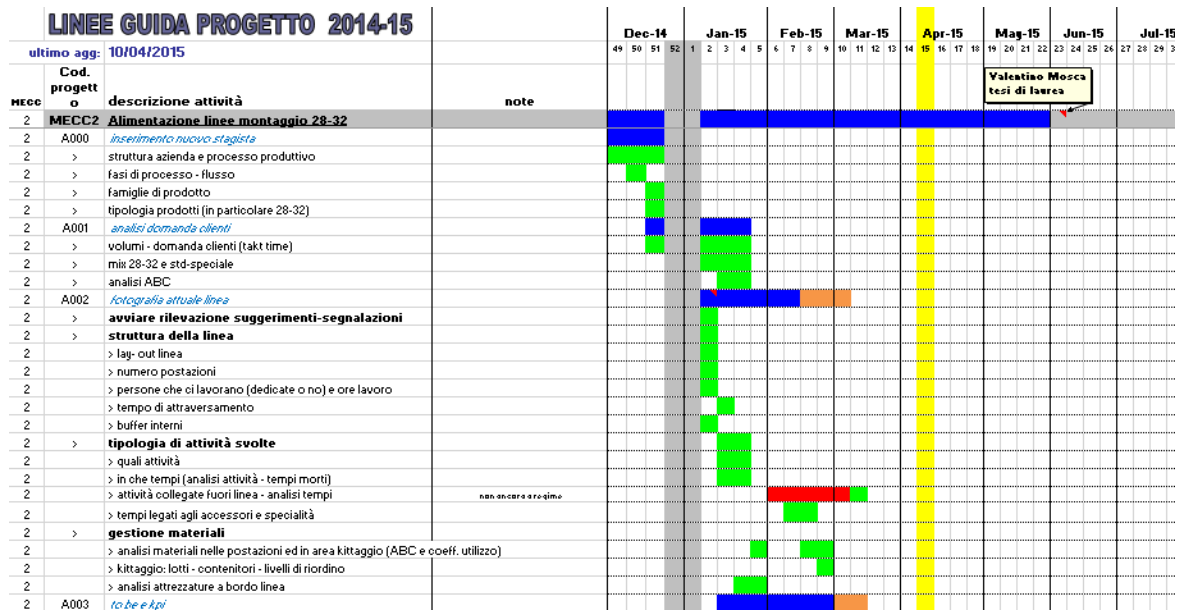 LINEE GUIDA PROGETTO 2014-15
Dec-14 Jan-15 Feb-15 Mar-15 Apr-15 May-15 Jun-15 Jul-15
ultimo agg: 10/04/2015
49 50 51 52 1 2 3 4 5 6 7 8 9 10 11 12 13 14 15 16 17 18 19 20 21 22 23 24 25 26 27 28 29 3
MECC Cod. progetto descrizione attività note
Valentino Mosca
tesi di laurea
2 MECC2 Alimentazione linee montaggio 28-32
2 A000 inserimento nuovo stagista
2 > struttura azienda e processo produttivo
2 > fasi di processo - flusso
2 > famiglie di prodotto
2 > tipologia prodotti (in particolare 28-32)
2 A001 analisi domanda clienti
2 > volumi - domanda clienti (takt time)
2 > mix 28-32 e std-speciale
2 > analisi ABC
2 A002 fotografia attuale linea
2 > avviare rilevazione suggerimenti-segnalazioni
2 > struttura della linea
2 > lay- out linea
2 > numero postazioni
2 > persone che ci lavorano (dedicate o no) e ore lavoro
2 > tempo di attraversamento
2 > buffer interni
2 > tipologia di attività svolte
2 > quali attività
2 > in che tempi (analisi attività - tempi morti)
2 > attività collegate fuori linea - analisi tempi non ancora a regime
2 > tempi legati agli accessori e specialità
2 > gestione materiali
2 > analisi materiali nelle postazioni ed in area kittaggio (ABC e coeff. utilizzo)
2 > kittaggio: lotti - contenitori - livelli di riordino
2 > analisi attrezzature a bordo linea
2 A003 to be e kpi